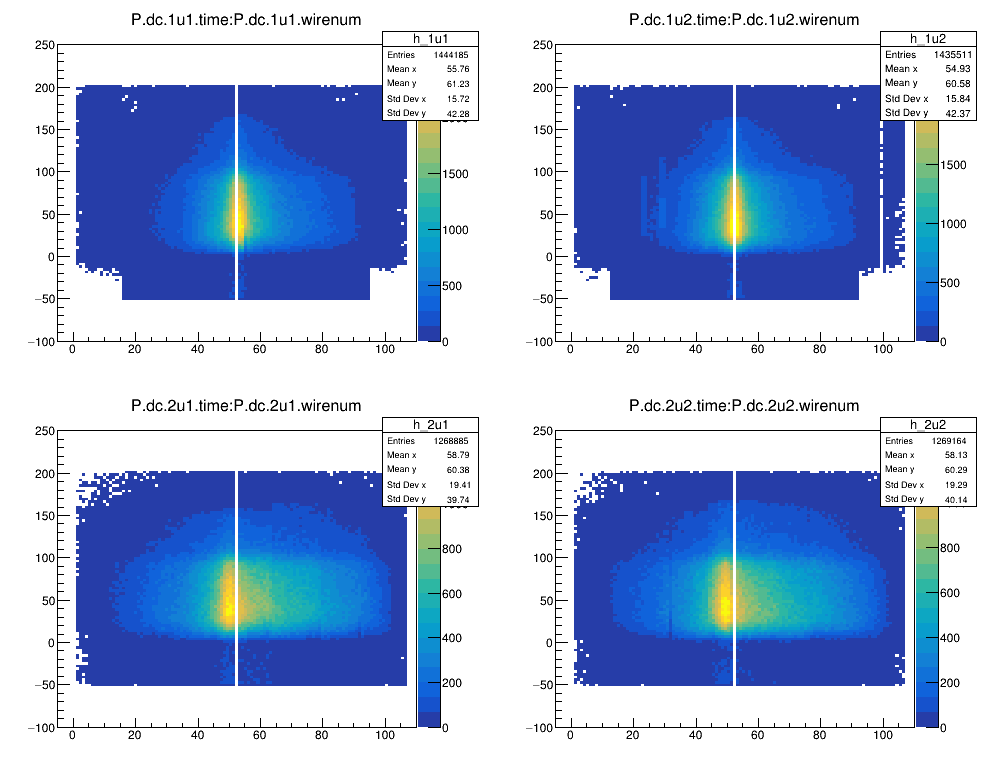 P.dc.1u1.time:P.dc.1u1.wirenum
h_1u1
Entries 1444185
Mean x 55.76
Mean y 61.23
Std Dev x 15.72
Std Dev y 42.28
250
200
150
100
50
0
−50
−100
0 20 40 60 80 100
1500
1000
500
0
P.dc.1u2.time:P.dc.1u2.wirenum
h_1u2
Entries 1435511
Mean x 54.93
Mean y 60.58
Std Dev x 15.84
Std Dev y 42.37
250
200
150
100
50
0
−50
−100
0 20 40 60 80 100
1500
1000
500
0
P.dc.2u1.time:P.dc.2u1.wirenum
h_2u1
Entries 1268885
Mean x 58.79
Mean y 60.38
Std Dev x 19.41
Std Dev y 39.74
250
200
150
100
50
0
−50
−100
0 20 40 60 80 100
800
600
400
200
0
P.dc.2u2.time:P.dc.2u2.wirenum
h_2u2
Entries 1269164
Mean x 58.13
Mean y 60.29
Std Dev x 19.29
Std Dev y 40.14
250
200
150
100
50
0
−50
−100
0 20 40 60 80 100
800
600
400
200
0